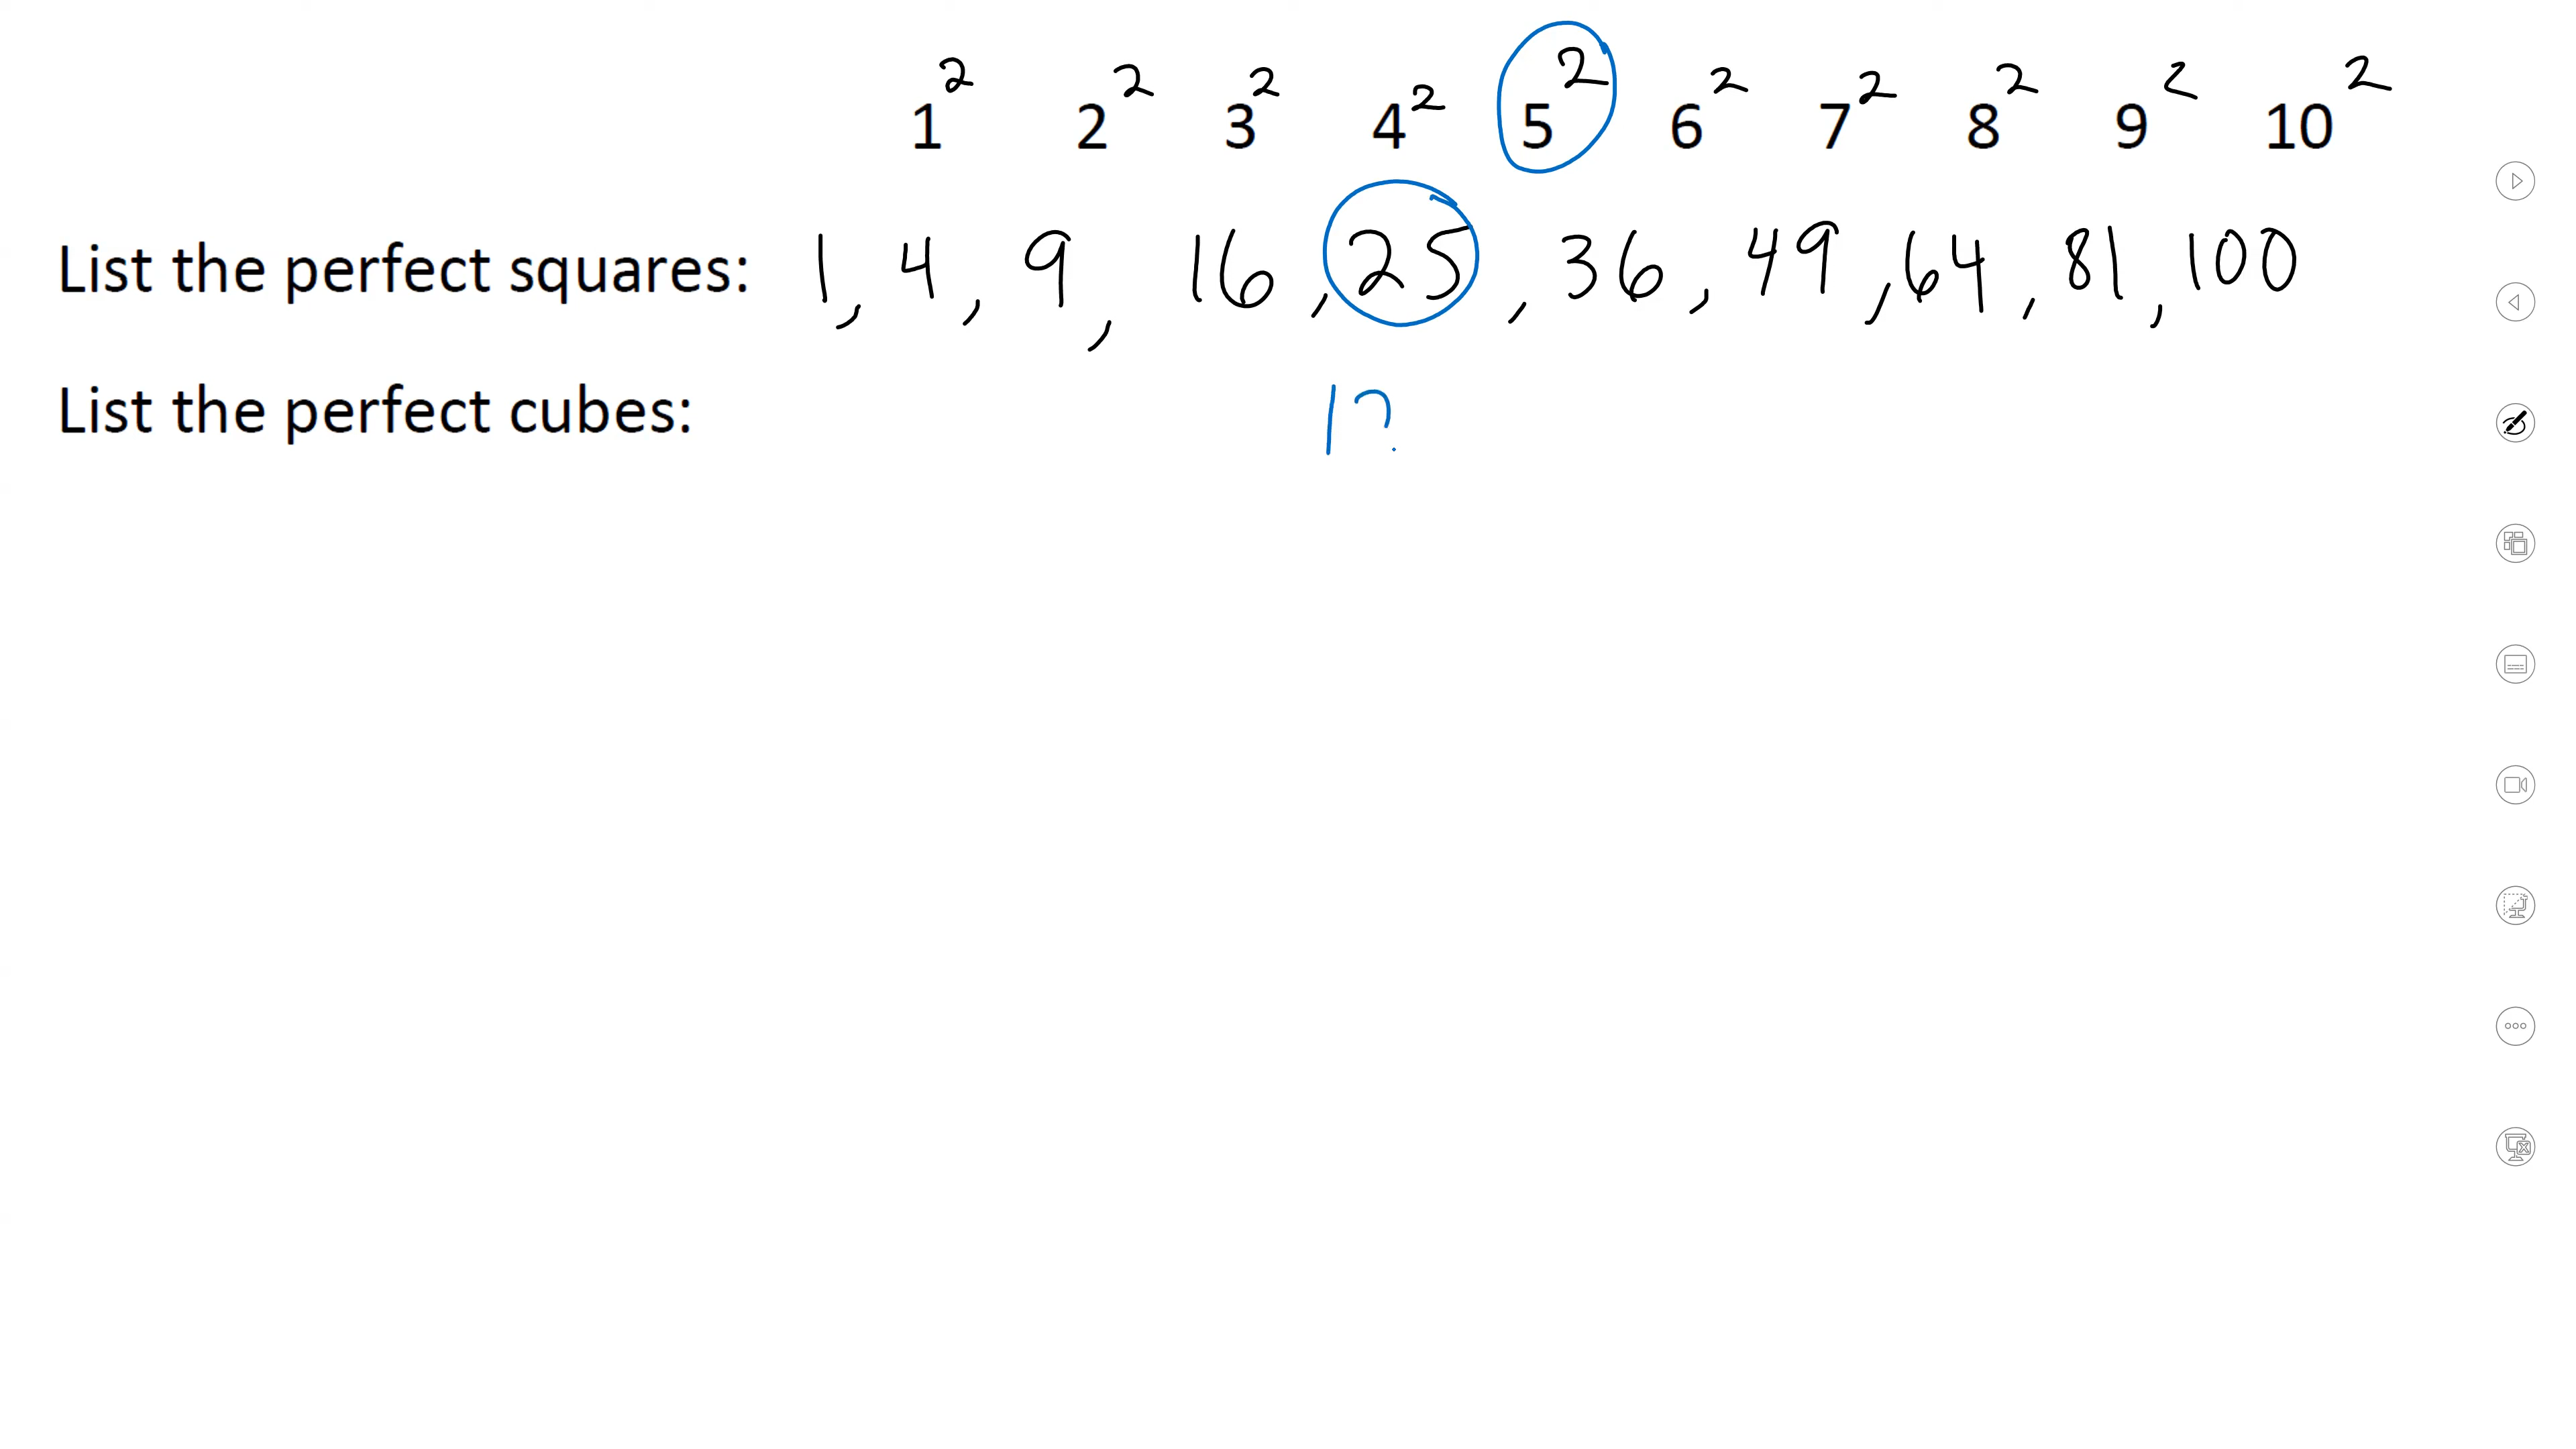 1² 2² 3² 4² 5² 6² 7² 8² 9² 10²
List the perfect squares: 1, 4, 9, 16, 25, 36, 49, 64, 81, 100
List the perfect cubes: 1?